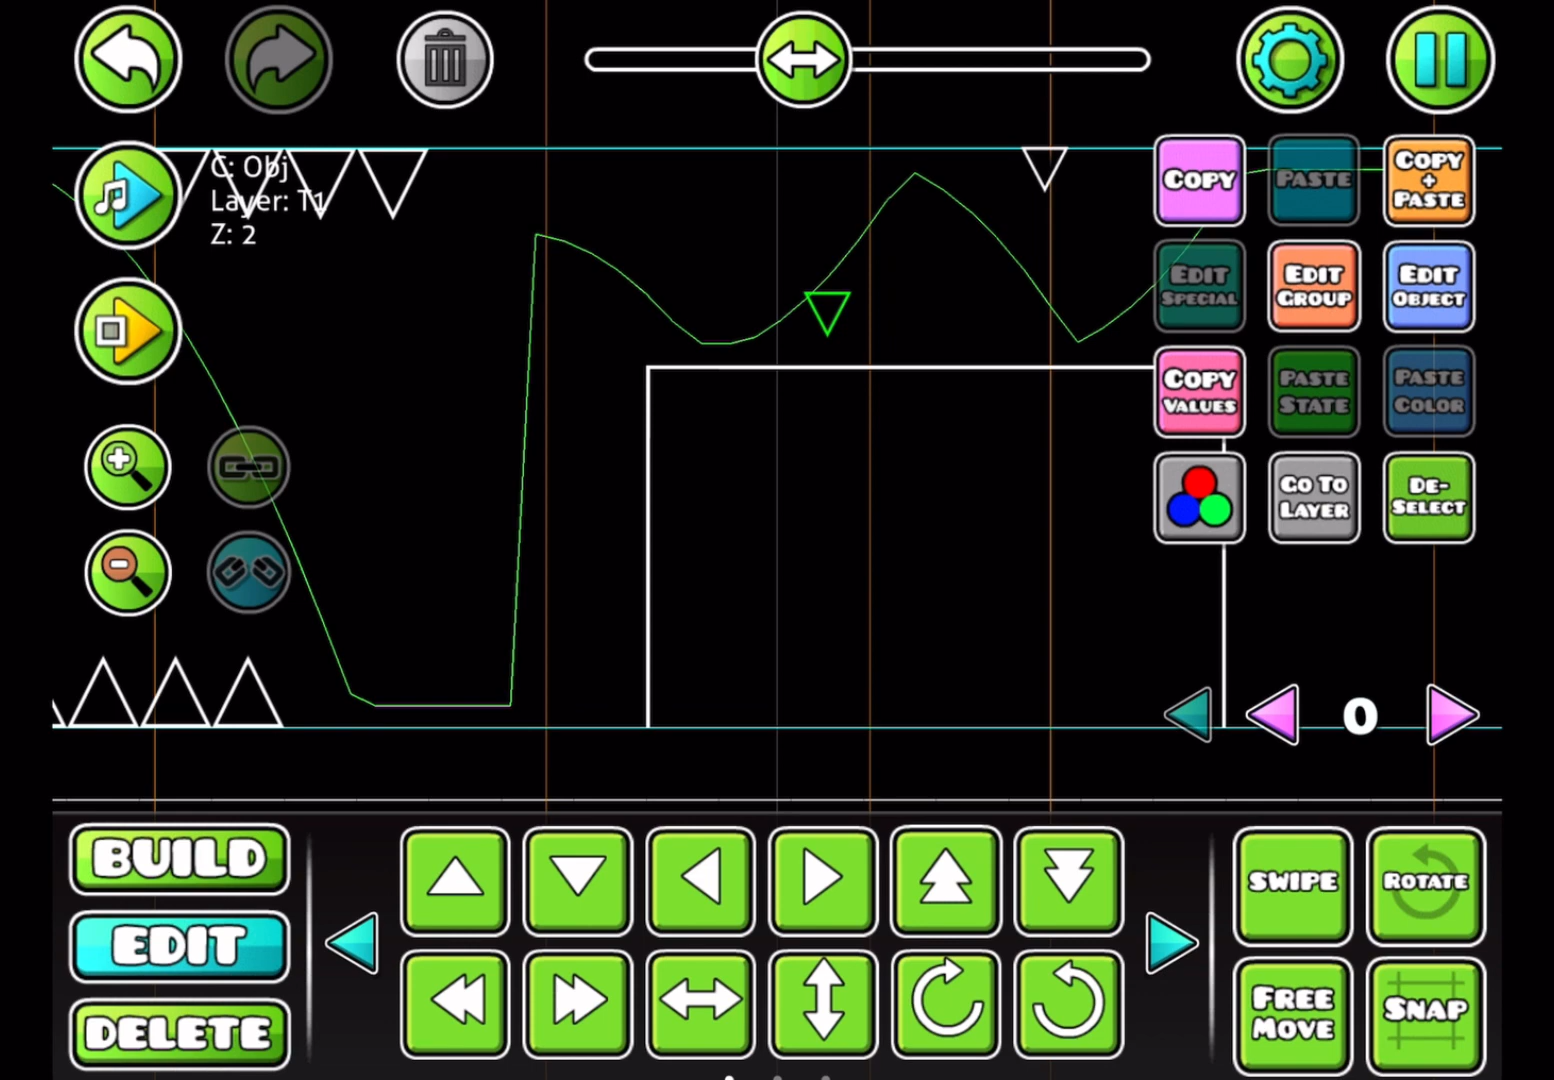 C: Obj
Layer: T1
Z: 2
COPY
PASTE
COPY
+
PASTE
EDIT
SPECIAL
EDIT
GROUP
EDIT
OBJECT
COPY
VALUES
PASTE
STATE
PASTE
COLOR
GO TO
LAYER
DE-
SELECT
0
BUILD
EDIT
DELETE
SWIPE
ROTATE
FREE
MOVE
SNAP